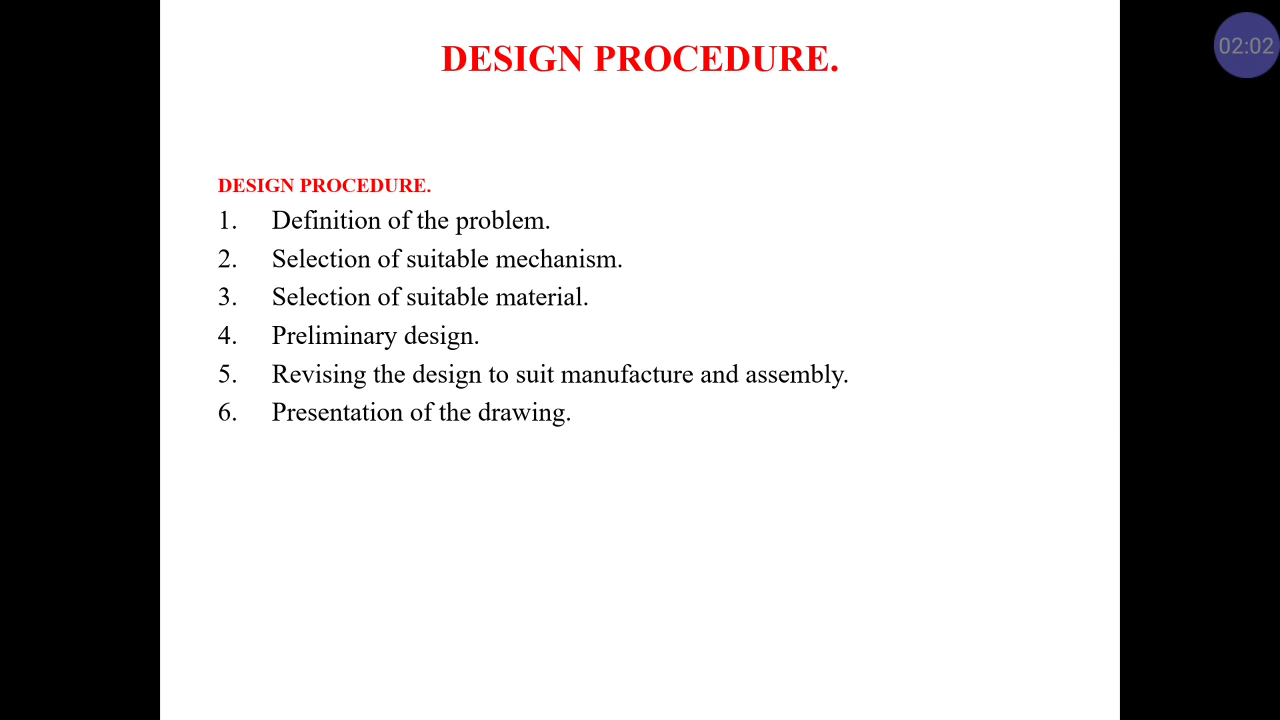 DESIGN PROCEDURE.
02:02
DESIGN PROCEDURE.
1. Definition of the problem.
2. Selection of suitable mechanism.
3. Selection of suitable material.
4. Preliminary design.
5. Revising the design to suit manufacture and assembly.
6. Presentation of the drawing.